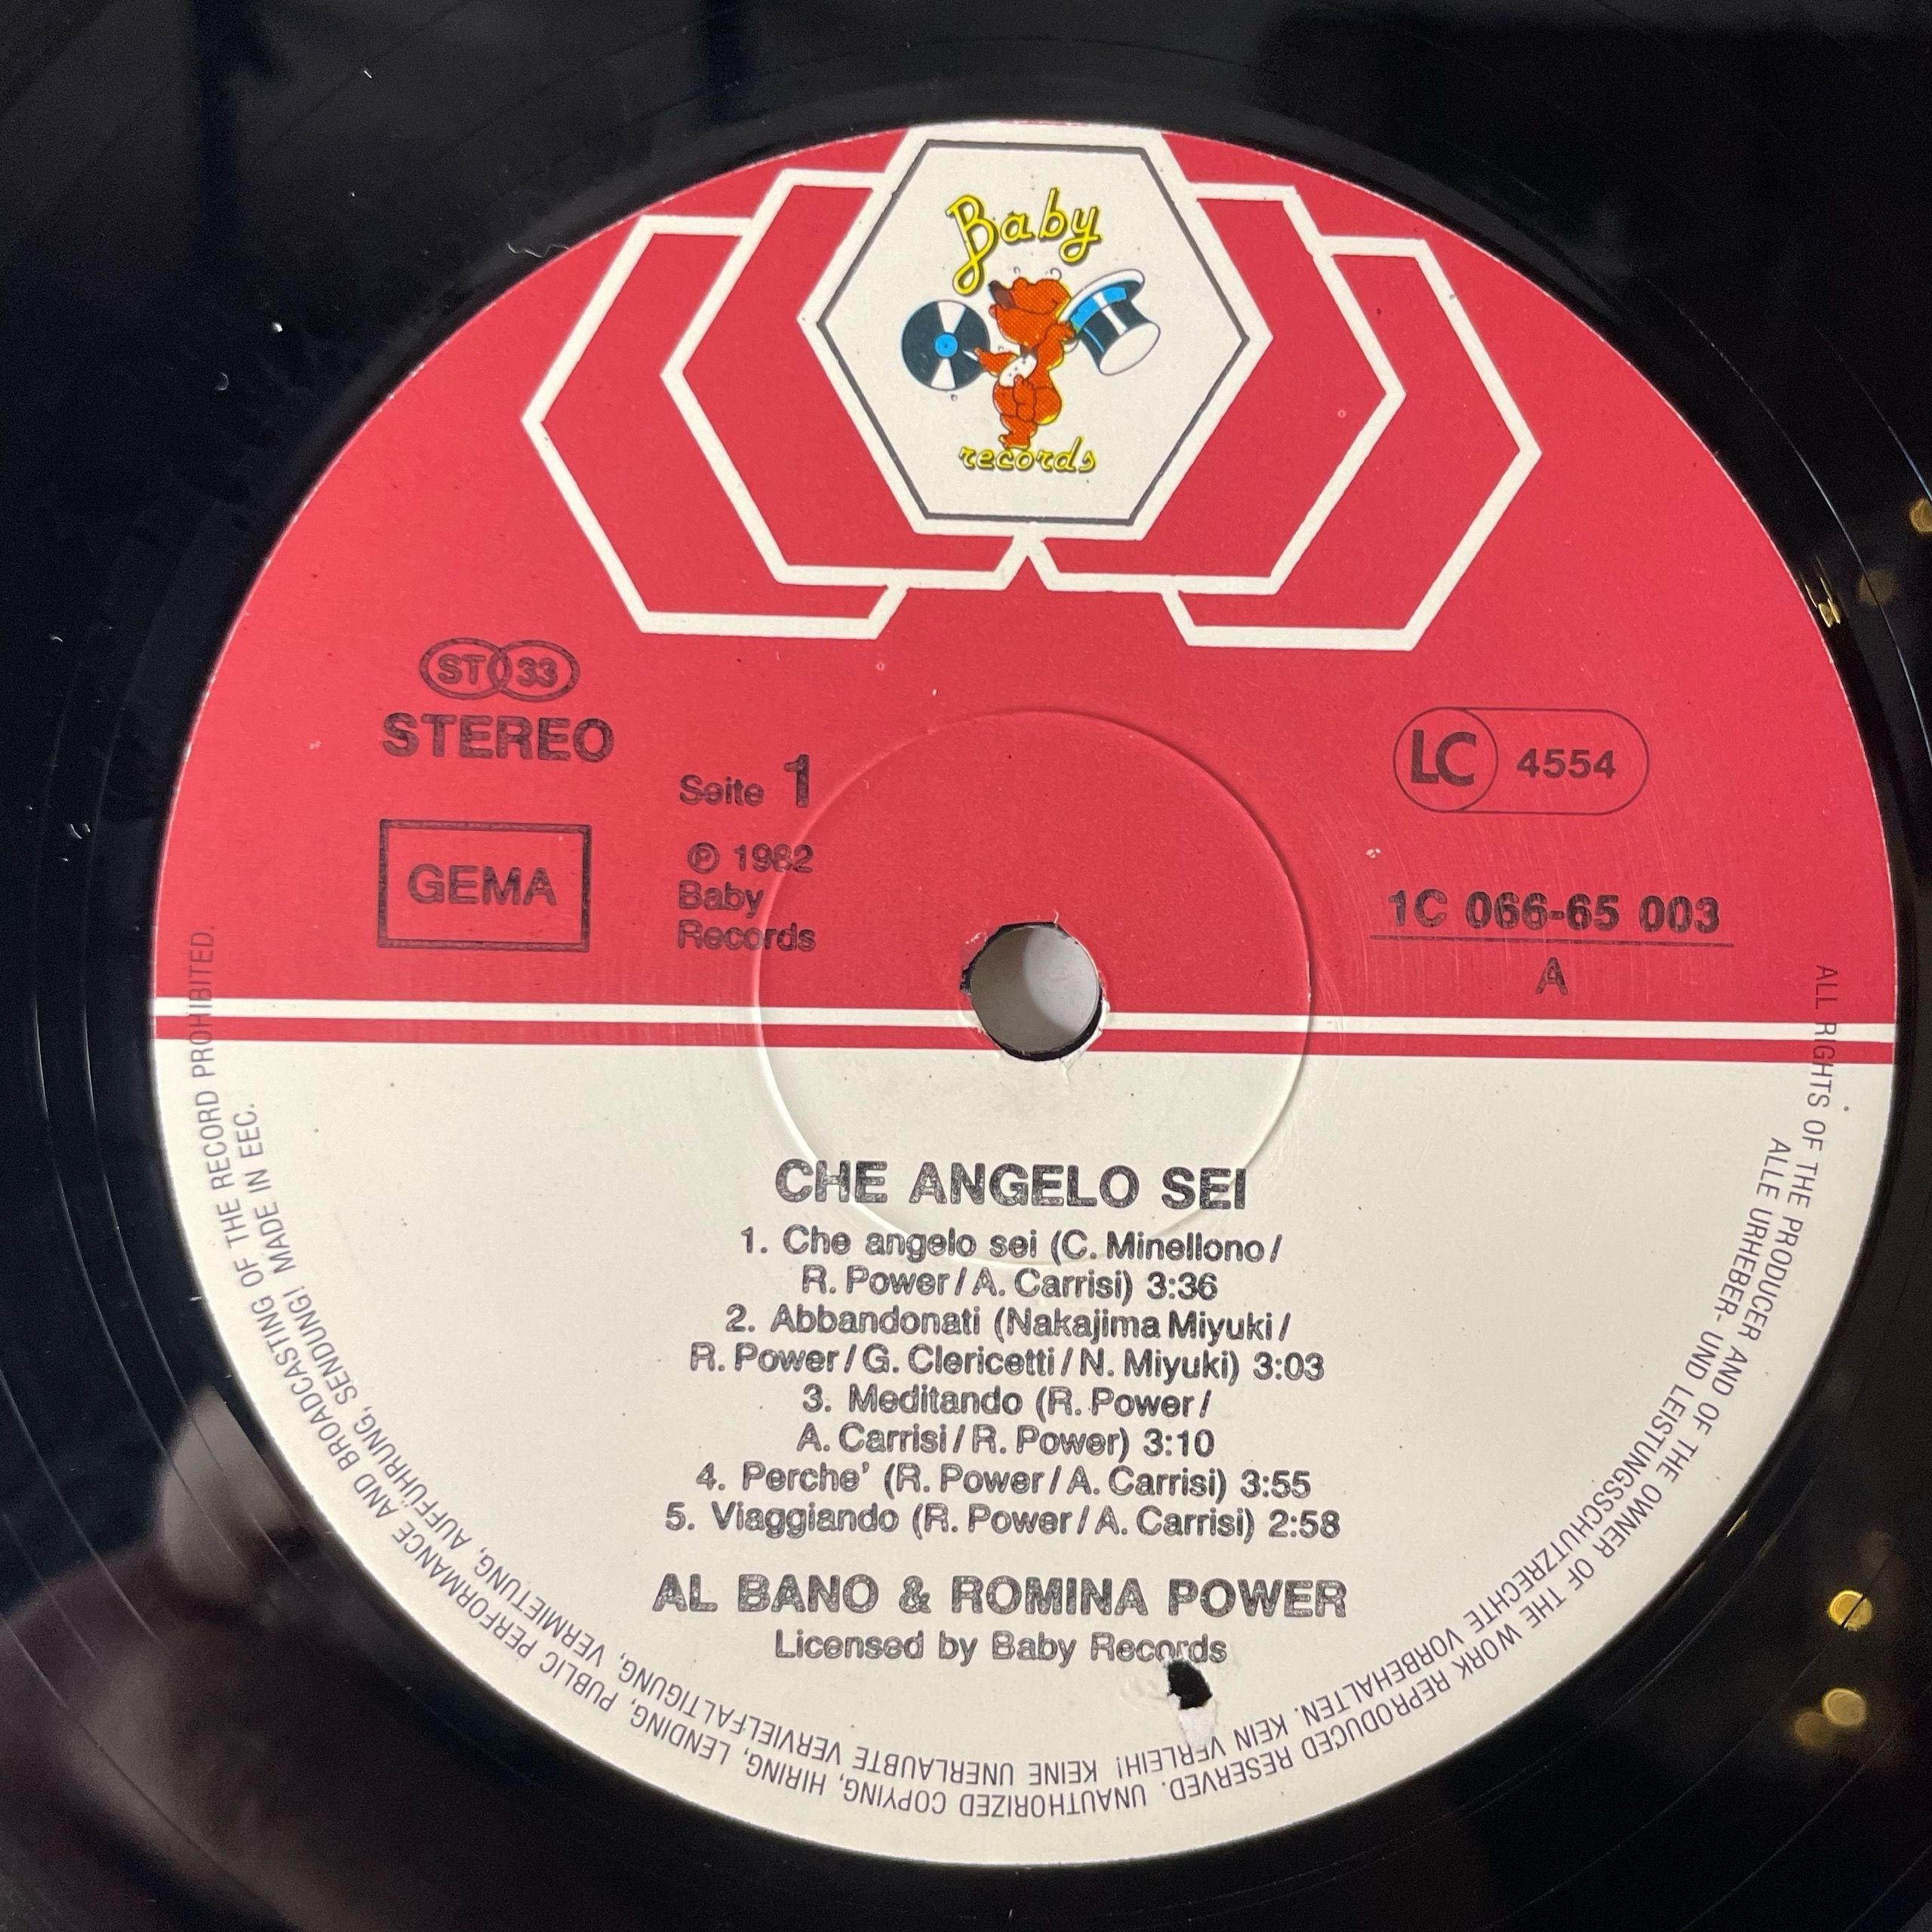 Baby
records
ST 33
STEREO
GEMA
Seite 1
℗ 1982
Baby
Records
LC 4554
1C 066-65 003
A
CHE ANGELO SEI
1. Che angelo sei (C. Minellono/
R. Power/A. Carrisi) 3:36
2. Abbandonati (Nakajima Miyuki/
R. Power/G. Clericetti/N. Miyuki) 3:03
3. Meditando (R. Power/
A. Carrisi/R. Power) 3:10
4. Perche' (R. Power/A. Carrisi) 3:55
5. Viaggiando (R. Power/A. Carrisi) 2:58
AL BANO & ROMINA POWER
Licensed by Baby Records
ALL RIGHTS OF THE PRODUCER AND OF THE OWNER OF THE WORK REPRODUCED RESERVED. UNAUTHORIZED COPYING, HIRING, LENDING, PUBLIC PERFORMANCE AND BROADCASTING OF THE RECORD PROHIBITED.
ALLE URHEBER- UND LEISTUNGSSCHUTZRECHTE VORBEHALTEN. KEIN VERLEIH! KEINE UNERLAUBTE VERVIELFÄLTIGUNG, VERMIETUNG, AUFFÜHRUNG, SENDUNG! MADE IN EEC.